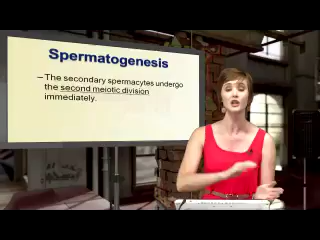 Spermatogenesis
– The secondary spermacytes undergo
the second meiotic division
immediately.